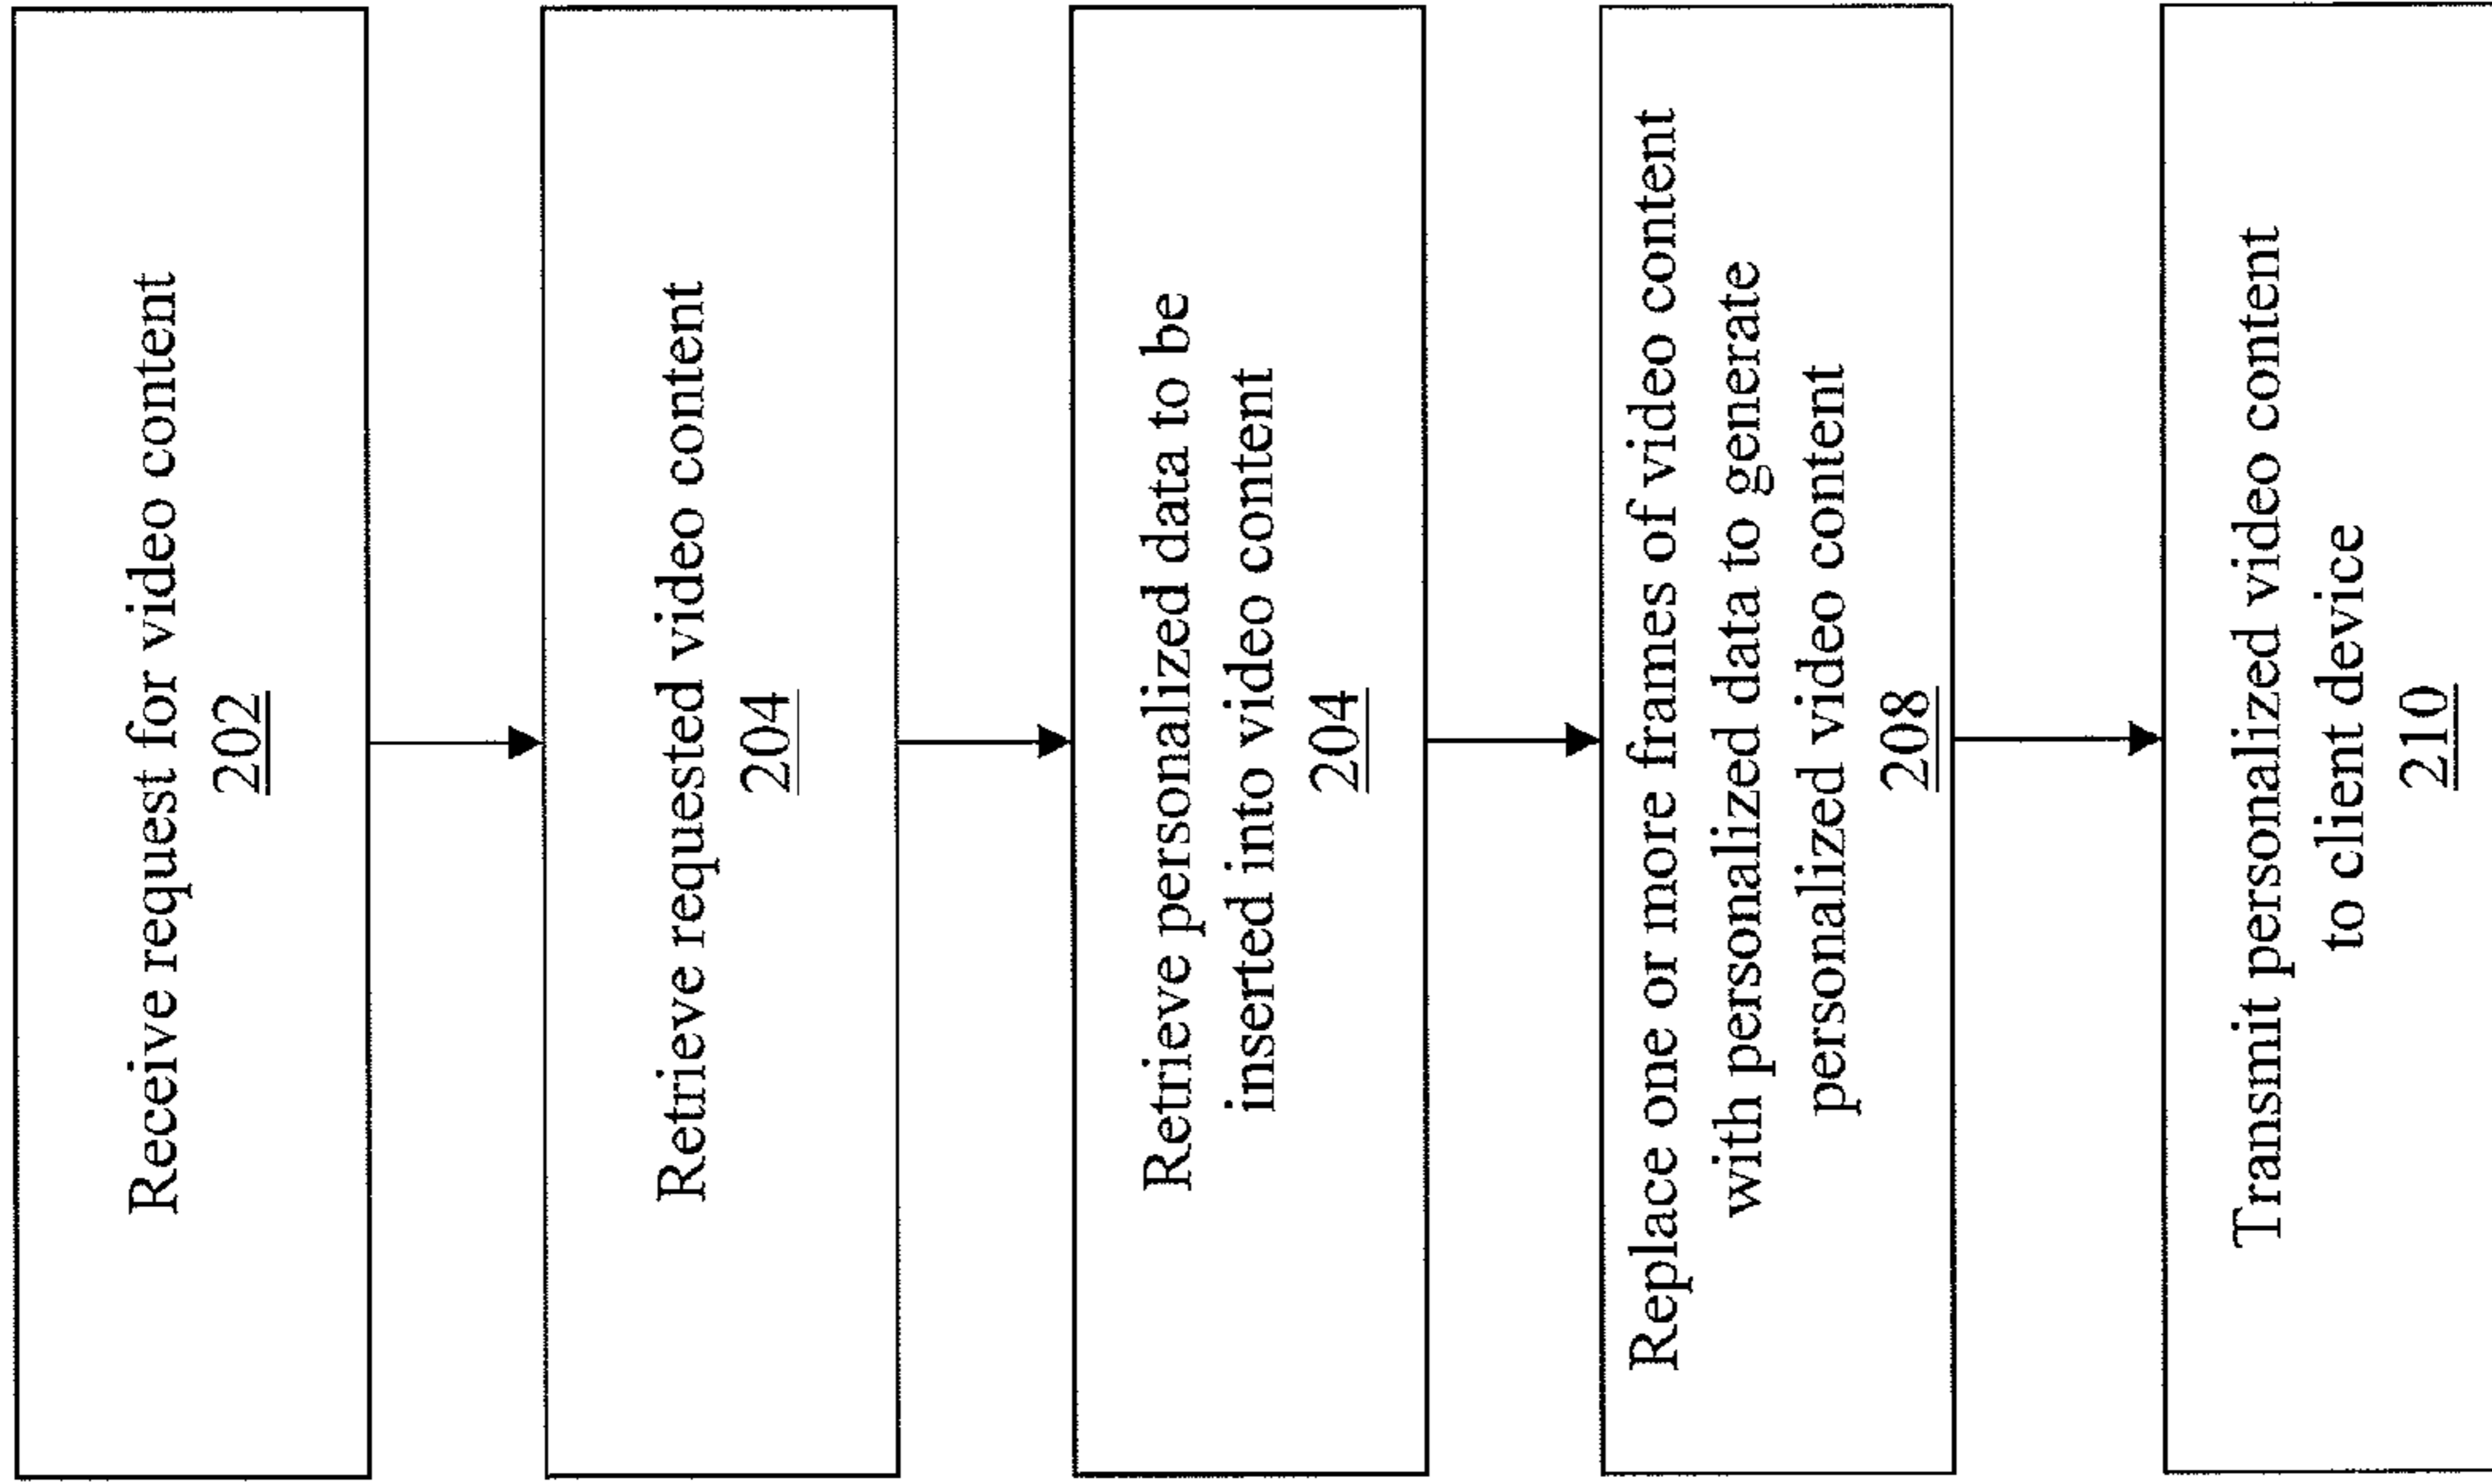 Receive request for video content
202
Retrieve requested video content
204
Retrieve personalized data to be
inserted into video content
204
Replace one or more frames of video content
with personalized data to generate
personalized video content
208
Transmit personalized video content
to client device
210